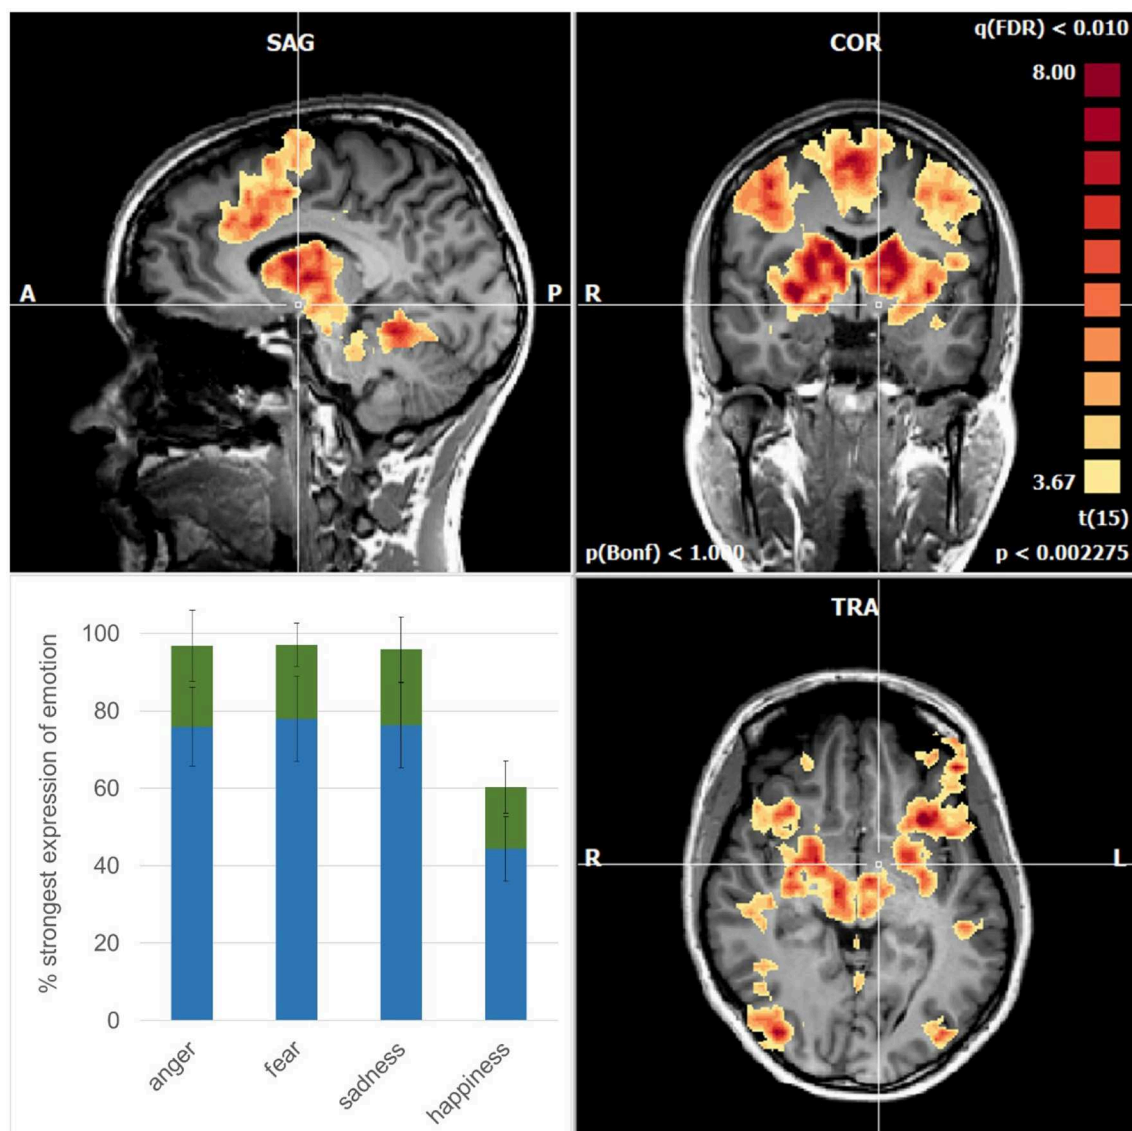 SAG
A
P
COR
q(FDR) < 0.010
8.00
R
3.67
t(15)
p(Bonf) < 1.000
p < 0.002275
% strongest expression of emotion
100
80
60
40
20
0
anger
fear
sadness
happiness
TRA
R
L